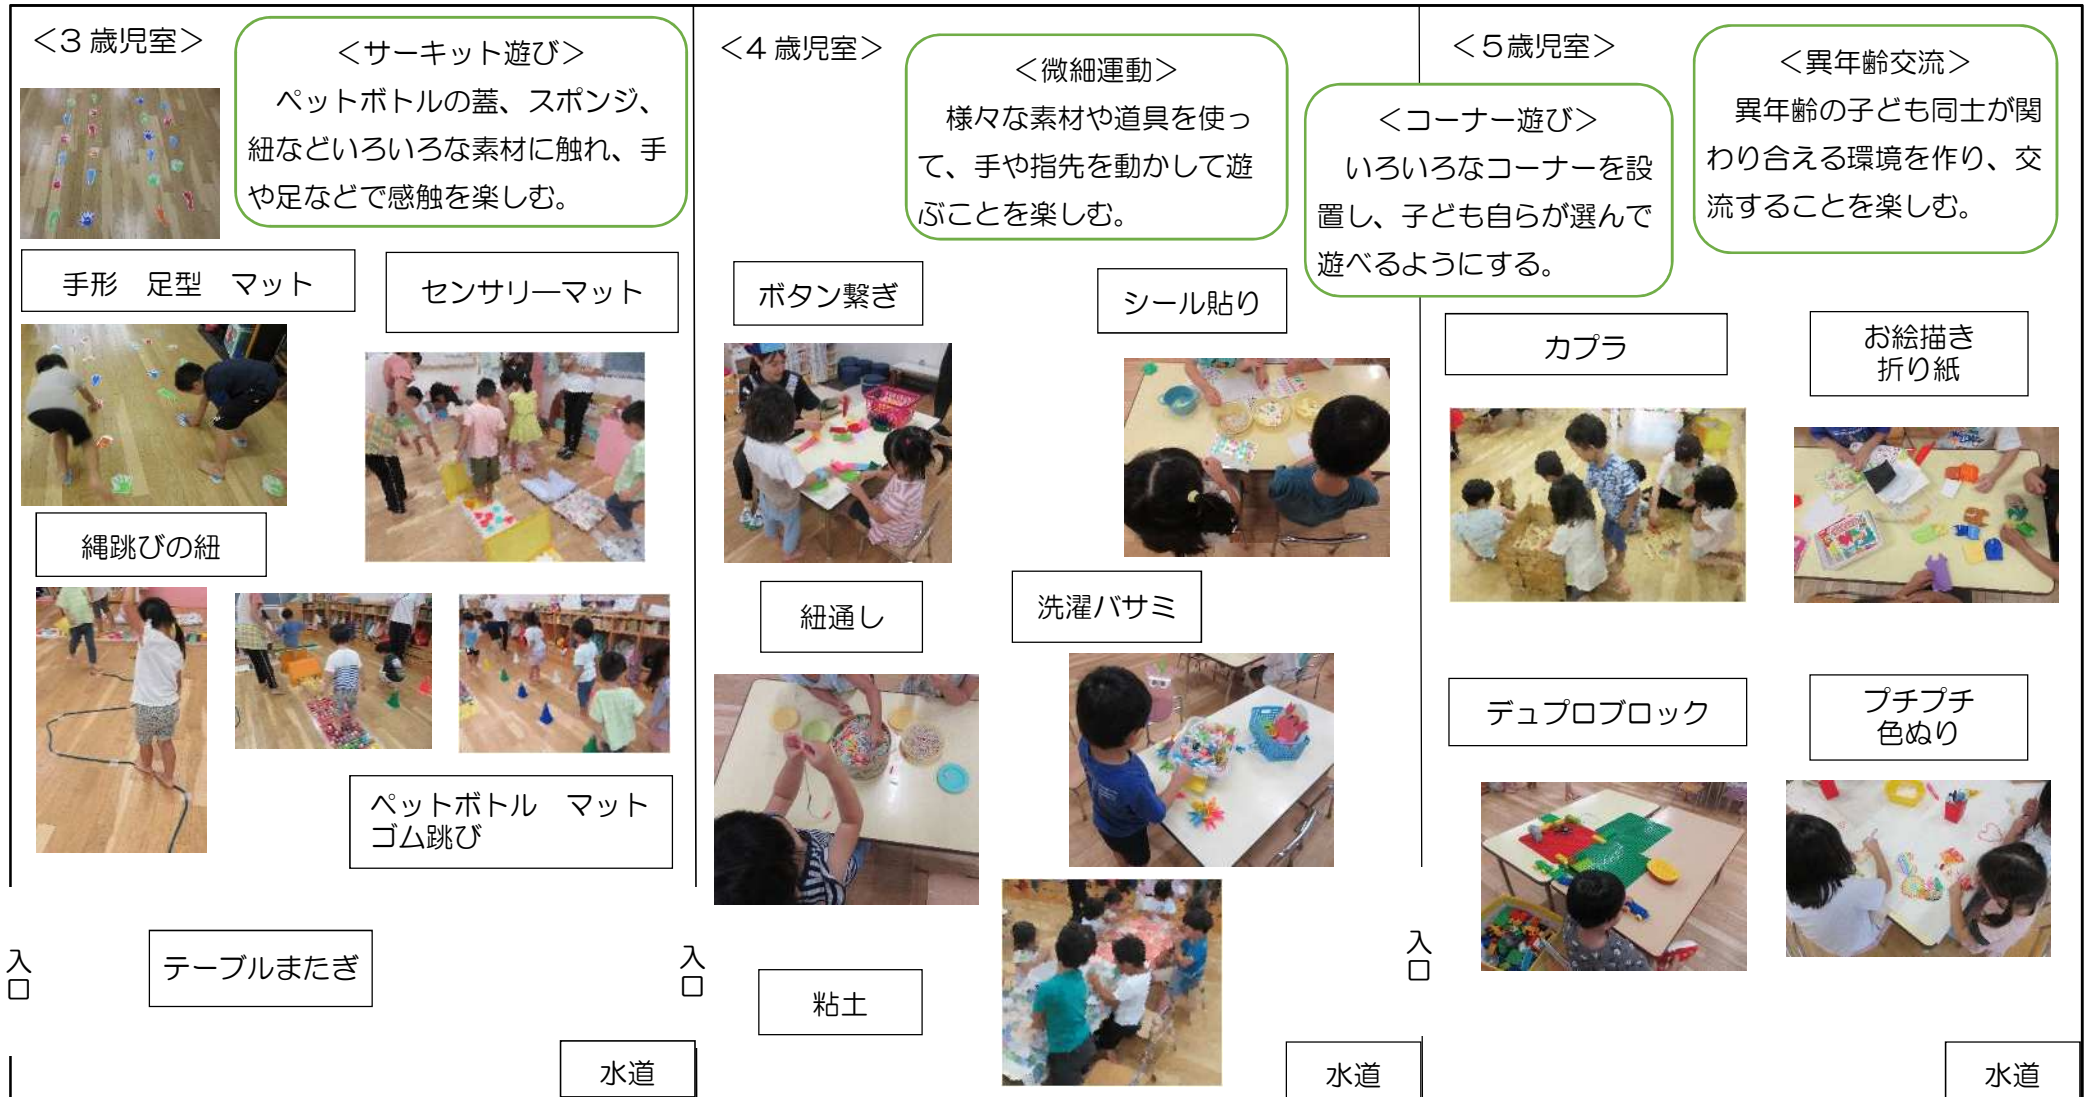 ＜３歳児室＞
＜サーキット遊び＞
ペットボトルの蓋、スポンジ、
紐などいろいろな素材に触れ、手
や足などで感触を楽しむ。
手形　足型　マット
センサリ―マット
縄跳びの紐
ペットボトル　マット
ゴム跳び
テーブルまたぎ
入口
水道
＜４歳児室＞
＜微細運動＞
様々な素材や道具を使っ
て、手や指先を動かして遊
ぶことを楽しむ。
ボタン繋ぎ
シール貼り
紐通し
洗濯バサミ
粘土
入口
水道
＜コーナー遊び＞
いろいろなコーナーを設
置し、子ども自らが選んで
遊べるようにする。
＜５歳児室＞
＜異年齢交流＞
異年齢の子ども同士が関
わり合える環境を作り、交
流することを楽しむ。
カプラ
お絵描き
折り紙
デュプロブロック
プチプチ
色ぬり
入口
水道